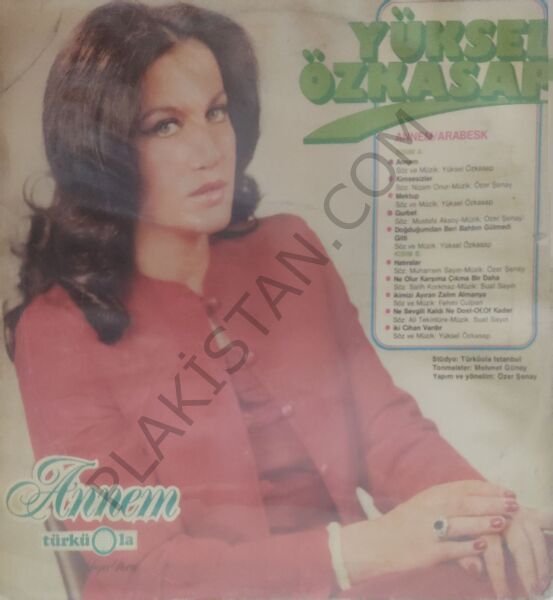 YÜKSEL
ÖZKASAP
ANNEM/ARABESK
KISIM A.
Annem
Söz ve Müzik: Yüksel Özkasap
Kimsesizler
Söz: Nizam Onur-Müzik: Özer Şenay
Mektup
Söz ve Müzik: Yüksel Özkasap
Gurbet
Söz: Mustafa Aksoy-Müzik: Özer Şenay
Doğduğumdan Beri Bahtım Gülmedi
Gitti
Söz ve Müzik: Yüksel Özkasap
KISIM B.
Hatıralar
Söz: Muharrem Sayın-Müzik: Özer Şenay
Ne Olur Karşıma Çıkma Bir Daha
Söz: Salih Korkmaz-Müzik: Suat Sayın
İkimizi Ayıran Zalim Almanya
Söz ve Müzik: Fehmi
Ne Sevgili Kaldı Ne Dost-Of.Of Kader
Söz: Ali Tekintüre-Müzik: Suat Sayın
İki Cihan Vardır
Söz ve Müzik: Yüksel Özkasap.
Stüdyo: Türküola İstanbul
Tonmeister: Mehmet Güneş
Yapım ve yönetim: Özer Şenay
PLAKİSTAN.COM
Annem
türküola